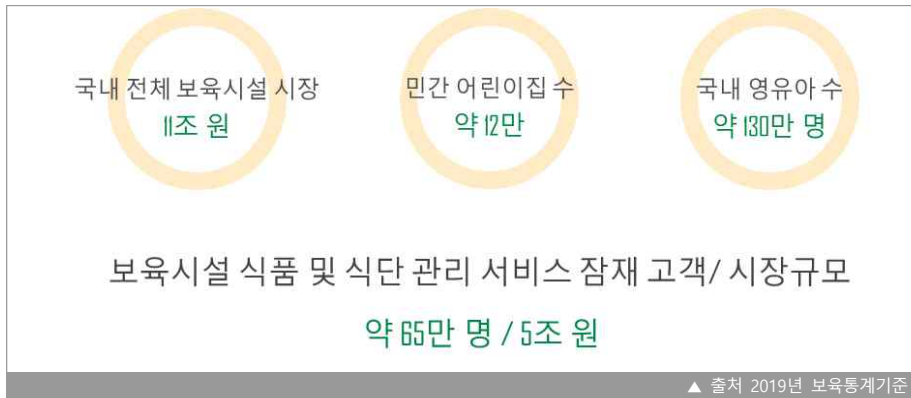 국내 전체 보육시설 시장
11조 원
민간 어린이집 수
약 12만
국내 영유아 수
약 130만 명
보육시설 식품 및 식단 관리 서비스 잠재 고객/ 시장규모
약 65만 명 / 5조 원
▲ 출처 2019년 보육통계기준